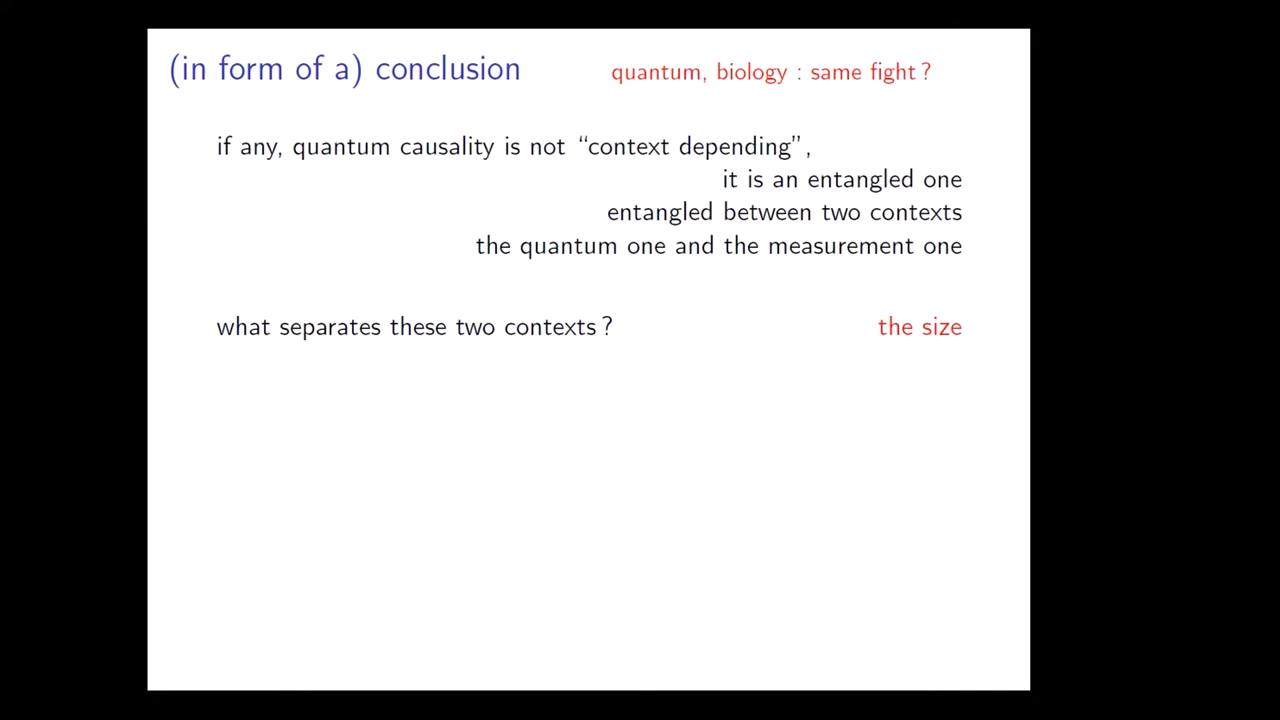 (in form of a) conclusion quantum, biology : same fight ?
if any, quantum causality is not “context depending”,
it is an entangled one
entangled between two contexts
the quantum one and the measurement one
what separates these two contexts ? the size